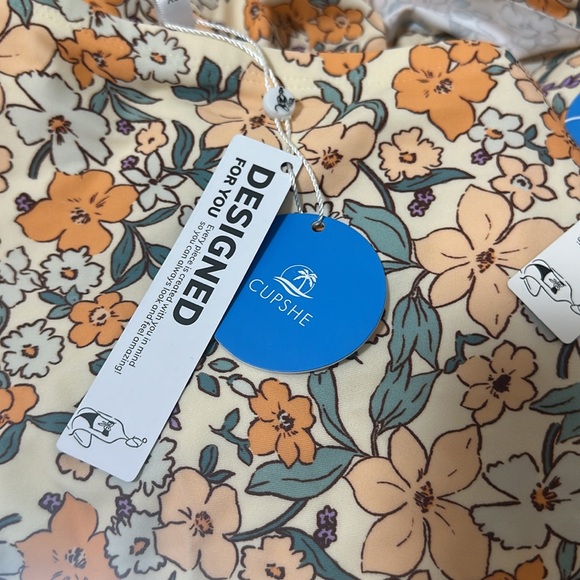 DESIGNED
FOR YOU
Every piece is created with you in mind
so you can always look and feel amazing!
CUPSHE